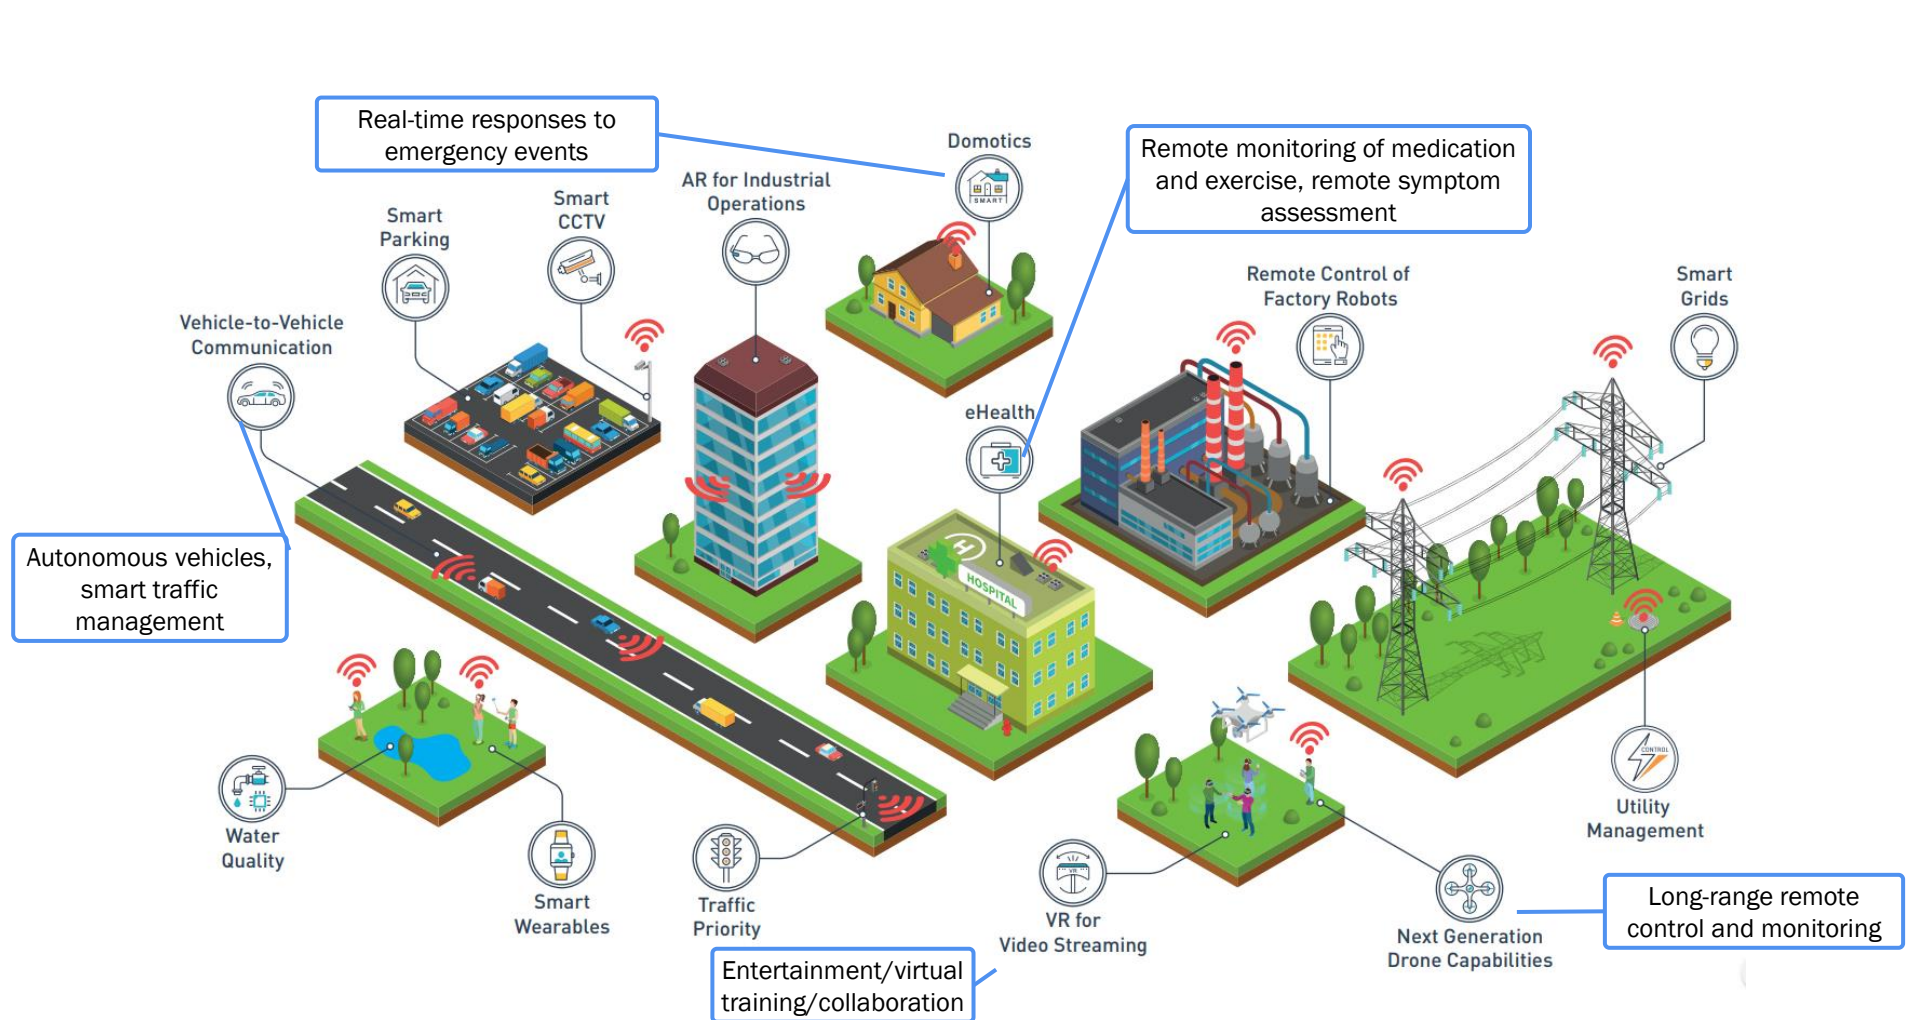 Real-time responses to
emergency events
Domotics
SMART
Remote monitoring of medication
and exercise, remote symptom
assessment
AR for Industrial
Operations
Smart
CCTV
Smart
Parking
Remote Control of
Factory Robots
Smart
Grids
Vehicle-to-Vehicle
Communication
eHealth
Autonomous vehicles,
smart traffic
management
H
HOSPITAL
CONTROL
Utility
Management
Water
Quality
Smart
Wearables
Traffic
Priority
VR
VR for
Video Streaming
Next Generation
Drone Capabilities
Long-range remote
control and monitoring
Entertainment/virtual
training/collaboration